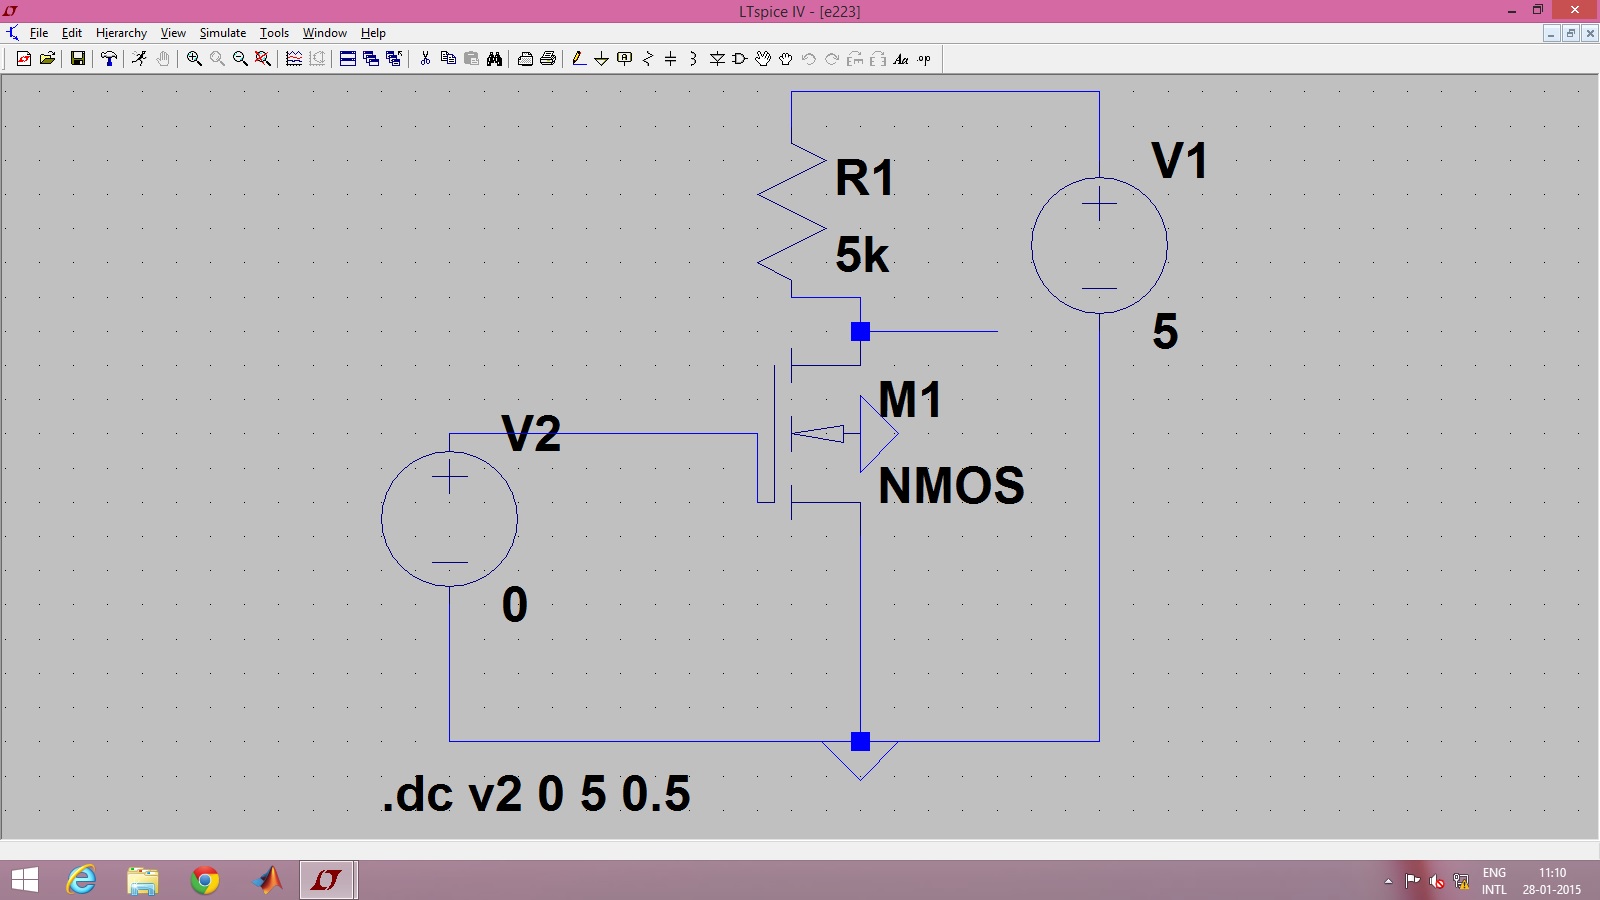 LTspice IV - [e223]
File Edit Hierarchy View Simulate Tools Window Help
Aa .op
V1
R1
5k
5
M1
V2
NMOS
0
.dc v2 0 5 0.5
ENG 11:10
INTL 28-01-2015